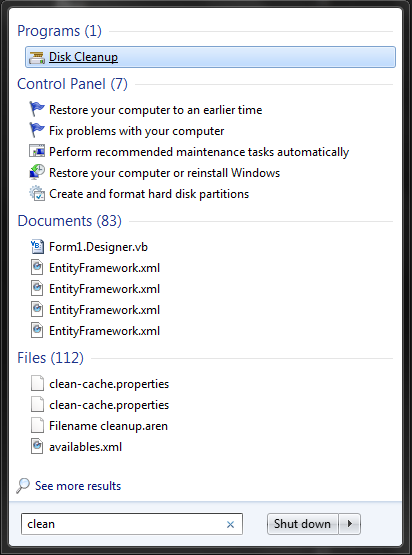 Programs (1)
Disk Cleanup
Control Panel (7)
Restore your computer to an earlier time
Fix problems with your computer
Perform recommended maintenance tasks automatically
Restore your computer or reinstall Windows
Create and format hard disk partitions
Documents (83)
Form1.Designer.vb
EntityFramework.xml
EntityFramework.xml
EntityFramework.xml
EntityFramework.xml
Files (112)
clean-cache.properties
clean-cache.properties
Filename cleanup.aren
availables.xml
See more results
clean
Shut down